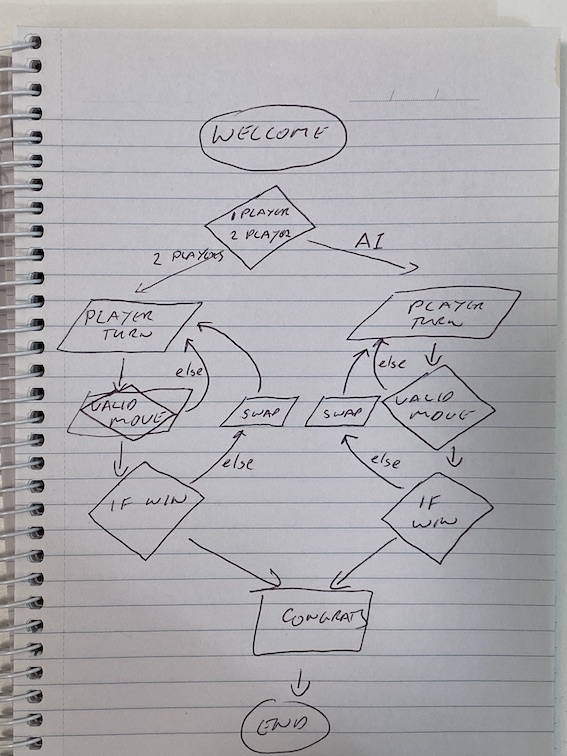 WELCOME
1 PLAYER
2 PLAYER
2 PLAYERS
AI
PLAYER
TURN
PLAYER
TURN
else
else
VALID
MOVE
SWAP
SWAP
VALID
MOVE
else
else
IF WIN
IF
WIN
CONGRATS
END